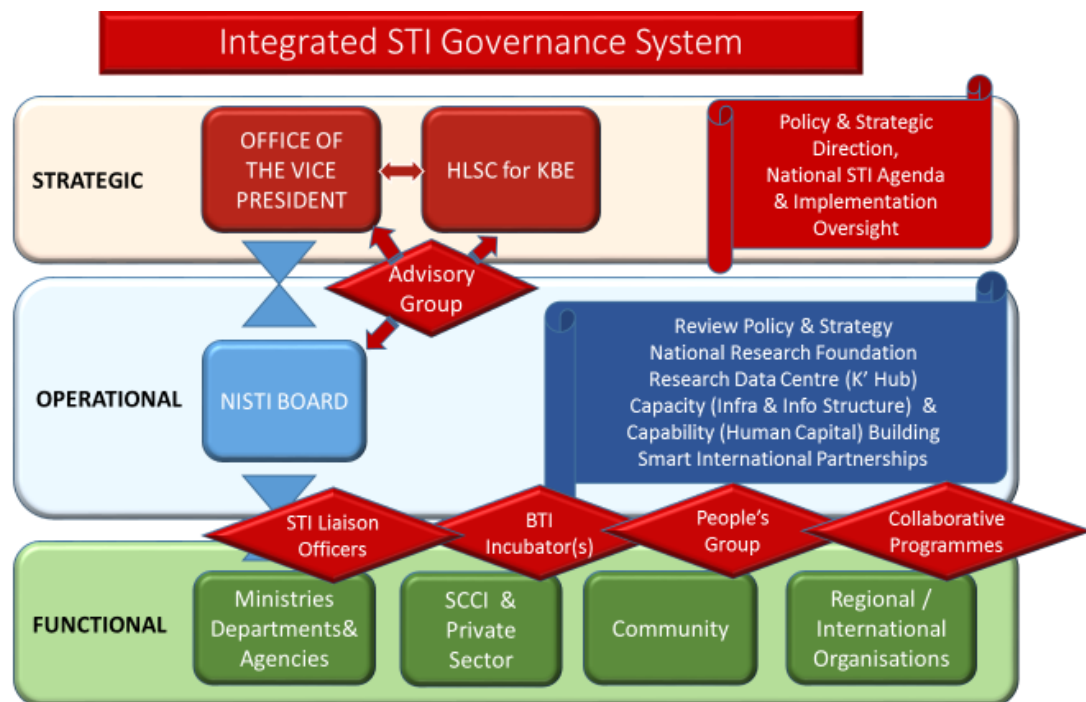 Integrated STI Governance System
STRATEGIC
OFFICE OF
THE VICE
PRESIDENT
HLSC for KBE
Policy & Strategic
Direction,
National STI Agenda
& Implementation
Oversight
Advisory
Group
OPERATIONAL
NISTI BOARD
Review Policy & Strategy
National Research Foundation
Research Data Centre (K’ Hub)
Capacity (Infra & Info Structure)  &
Capability (Human Capital) Building
Smart International Partnerships
STI Liaison
Officers
BTI
Incubator(s)
People’s
Group
Collaborative
Programmes
FUNCTIONAL
Ministries
Departments&
Agencies
SCCI &
Private
Sector
Community
Regional /
International
Organisations